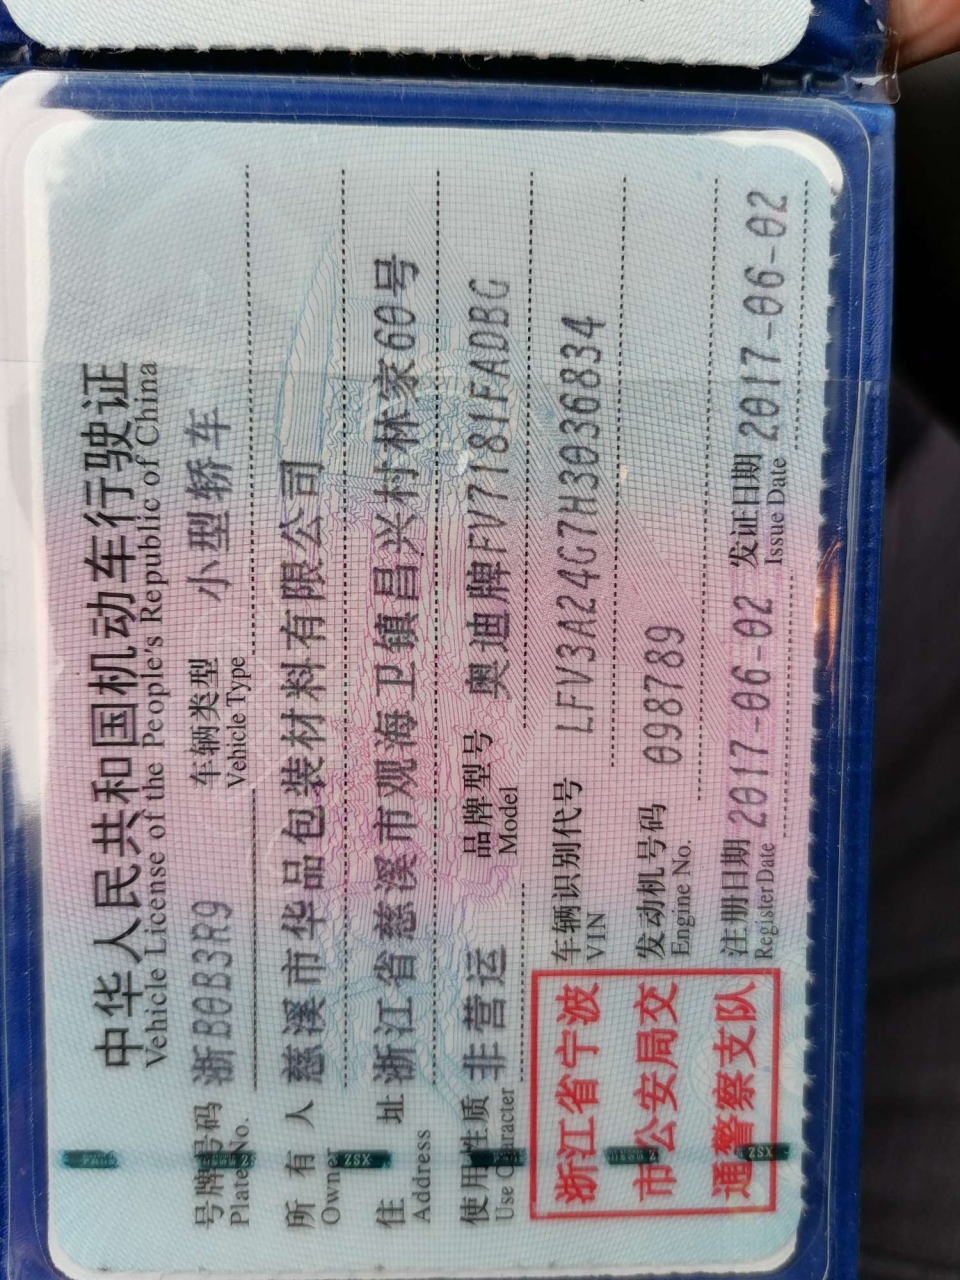 中华人民共和国机动车行驶证
Vehicle License of the People's Republic of China
号牌号码 浙B0B3R9 车辆类型 小型轿车
Plate No. Vehicle Type
所有人 慈溪市华品包装材料有限公司
Owner
住址 浙江省慈溪市观海卫镇昌兴村林家60号
Address
使用性质 非营运 品牌型号 奥迪牌FV7181FADBG
Use Character Model
浙江省宁波
市公安局交
通警察支队
车辆识别代号 LFV3A24G7H3036834
VIN
发动机号码 098789
Engine No.
注册日期 2017-06-02 发证日期 2017-06-02
Register Date Issue Date
XSZ
XSZ